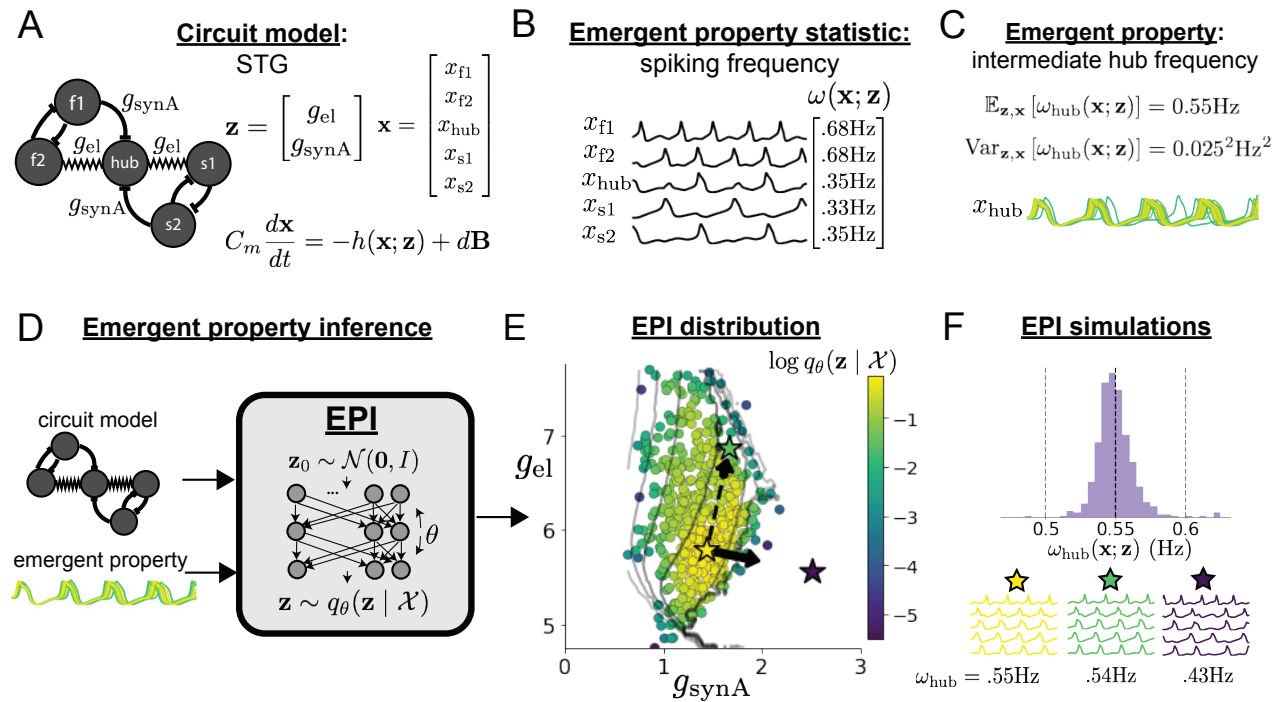 A
Circuit model:
STG
f1
f2
hub
s1
s2
g_synA
g_el
g_el
g_synA
z = [g_el g_synA]
x = [x_f1 x_f2 x_hub x_s1 x_s2]
C_m dx/dt = −h(x; z) + dB
B
Emergent property statistic:
spiking frequency
ω(x; z)
x_f1 .68Hz
x_f2 .68Hz
x_hub .35Hz
x_s1 .33Hz
x_s2 .35Hz
C
Emergent property:
intermediate hub frequency
𝔼_z,x [ω_hub(x; z)] = 0.55Hz
Var_z,x [ω_hub(x; z)] = 0.025²Hz²
x_hub
D
Emergent property inference
circuit model
emergent property
EPI
z₀ ∼ 𝒩(0, I)
...
θ
z ∼ q_θ(z | 𝒳)
E
EPI distribution
log q_θ(z | 𝒳)
−1
−2
−3
−4
−5
g_el
7
6
5
0
1
2
3
g_synA
F
EPI simulations
0.5
0.55
0.6
ω_hub(x; z) (Hz)
ω_hub = .55Hz
.54Hz
.43Hz